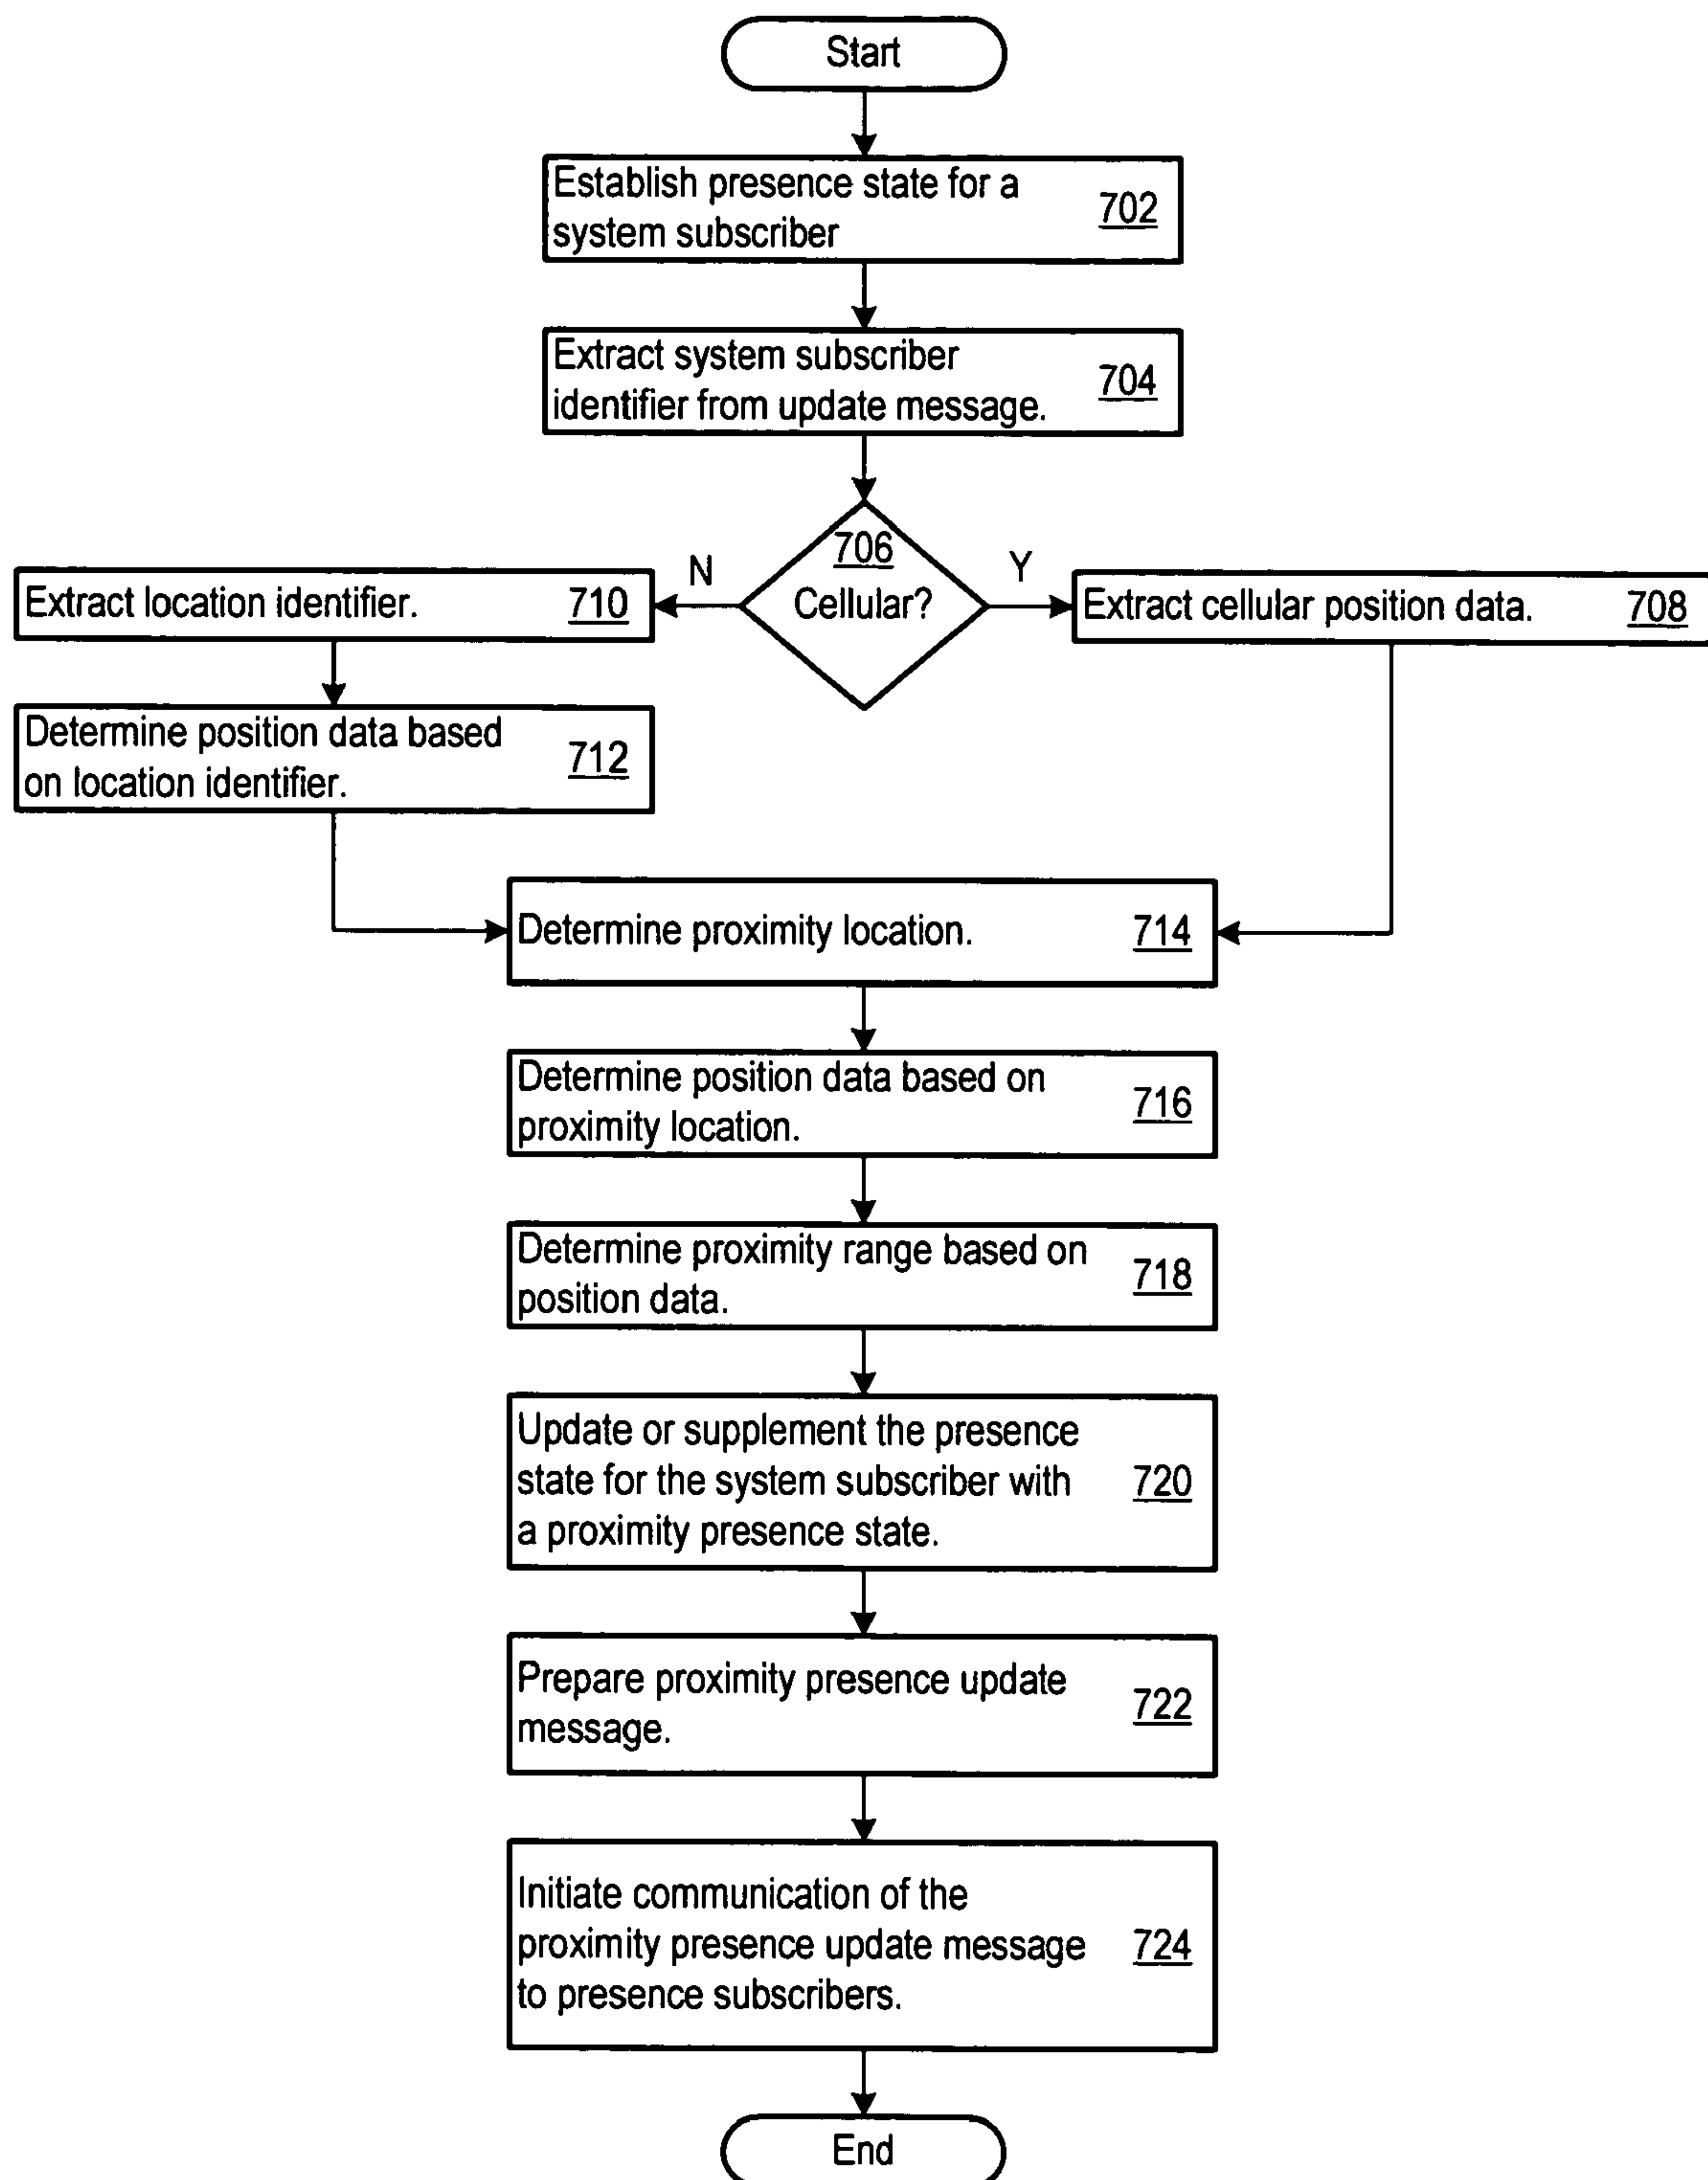 Start
Establish presence state for a
system subscriber
702
Extract system subscriber
identifier from update message.
704
706
Cellular?
N
Y
Extract location identifier.
710
Extract cellular position data.
708
Determine position data based
on location identifier.
712
Determine proximity location.
714
Determine position data based on
proximity location.
716
Determine proximity range based on
position data.
718
Update or supplement the presence
state for the system subscriber with
a proximity presence state.
720
Prepare proximity presence update
message.
722
Initiate communication of the
proximity presence update message
to presence subscribers.
724
End